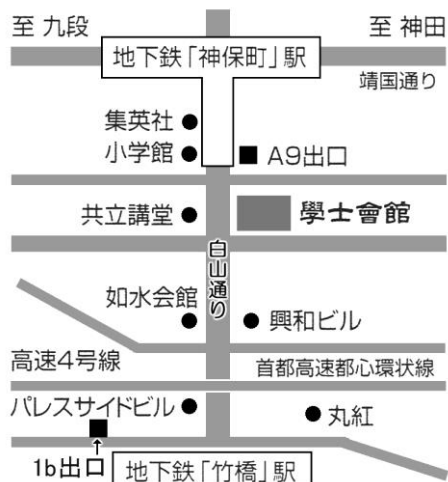 至 九段
至 神田
地下鉄「神保町」駅
靖国通り
集英社
小学館
A9出口
共立講堂
學士會館
白山通り
如水会館
興和ビル
高速4号線
首都高速都心環状線
パレスサイドビル
丸紅
1b出口
地下鉄「竹橋」駅